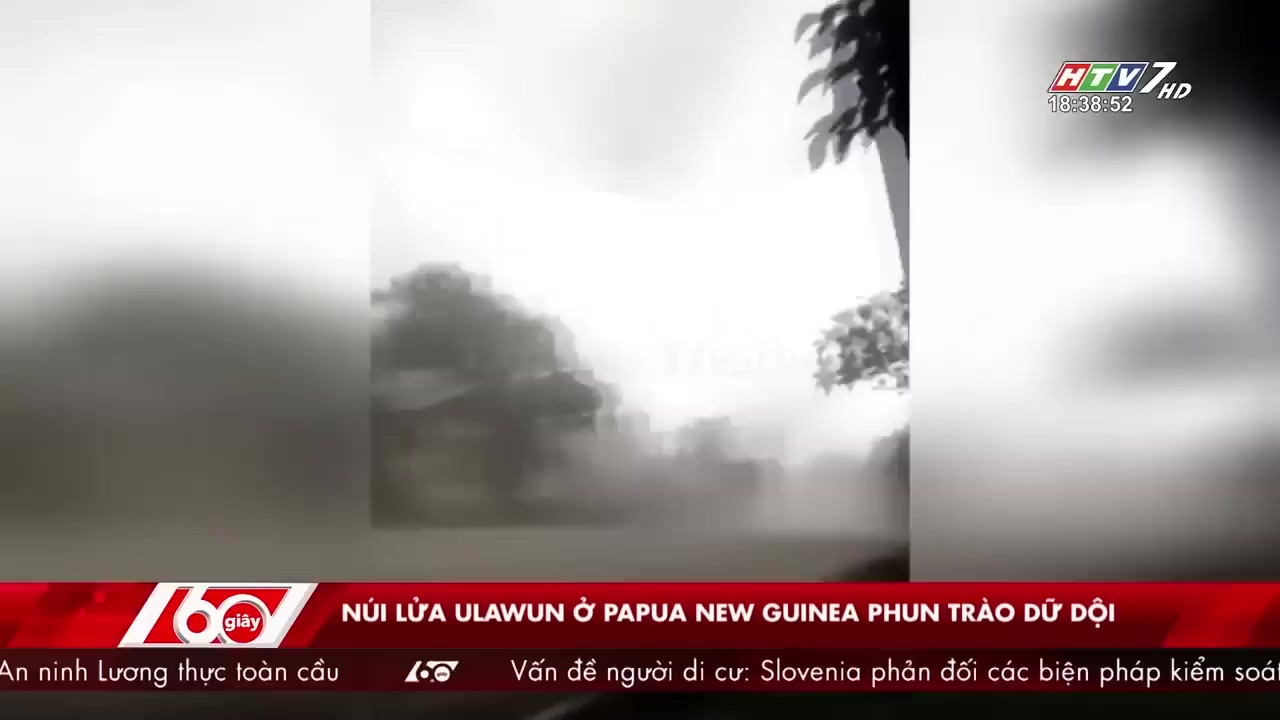 HTV7 HD
18:38:52
60 giây
NÚI LỬA ULAWUN Ở PAPUA NEW GUINEA PHUN TRÀO DỮ DỘI
An ninh Lương thực toàn cầu
60 giây
Vấn đề người di cư: Slovenia phản đối các biện pháp kiểm soát